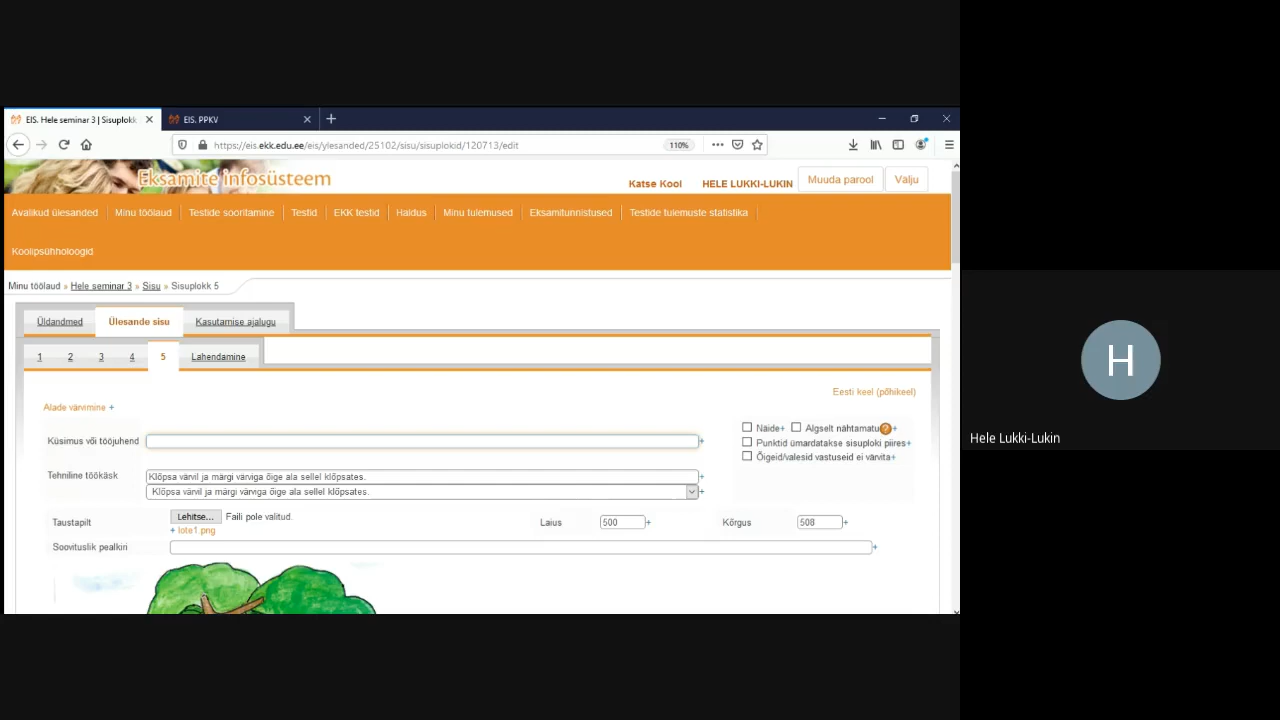 EIS. Hele seminar 3 | Sisuplokk
EIS. PPKV
https://eis.ekk.edu.ee/eis/ylesanded/25102/sisu/sisuplokid/120713/edit
110%
Eksamite infosüsteem
Katse Kool
HELE LUKKI-LUKIN
Muuda parool
Välju
Avalikud ülesanded
Minu töölaud
Testide sooritamine
Testid
EKK testid
Haldus
Minu tulemused
Eksamitunnistused
Testide tulemuste statistika
Koolipsühholoogid
Minu töölaud » Hele seminar 3 » Sisu » Sisuplokk 5
Üldandmed
Ülesande sisu
Kasutamise ajalugu
1 2 3 4 5 Lahendamine
Eesti keel (põhikeel)
Alade värvimine +
Küsimus või tööjuhend +
Näide+ Algselt nähtamatu ? +
Punktid ümardatakse sisuploki piires+
Õigeid/valesid vastuseid ei värvita+
Tehniline töökäsk Klõpsa värvil ja märgi värviga õige ala sellel klõpsates. +
Klõpsa värvil ja märgi värviga õige ala sellel klõpsates. +
Taustapilt Lehitse... Faili pole valitud. Laius 500 + Kõrgus 508 +
+ lote1.png
Soovituslik pealkiri +
H
Hele Lukki-Lukin